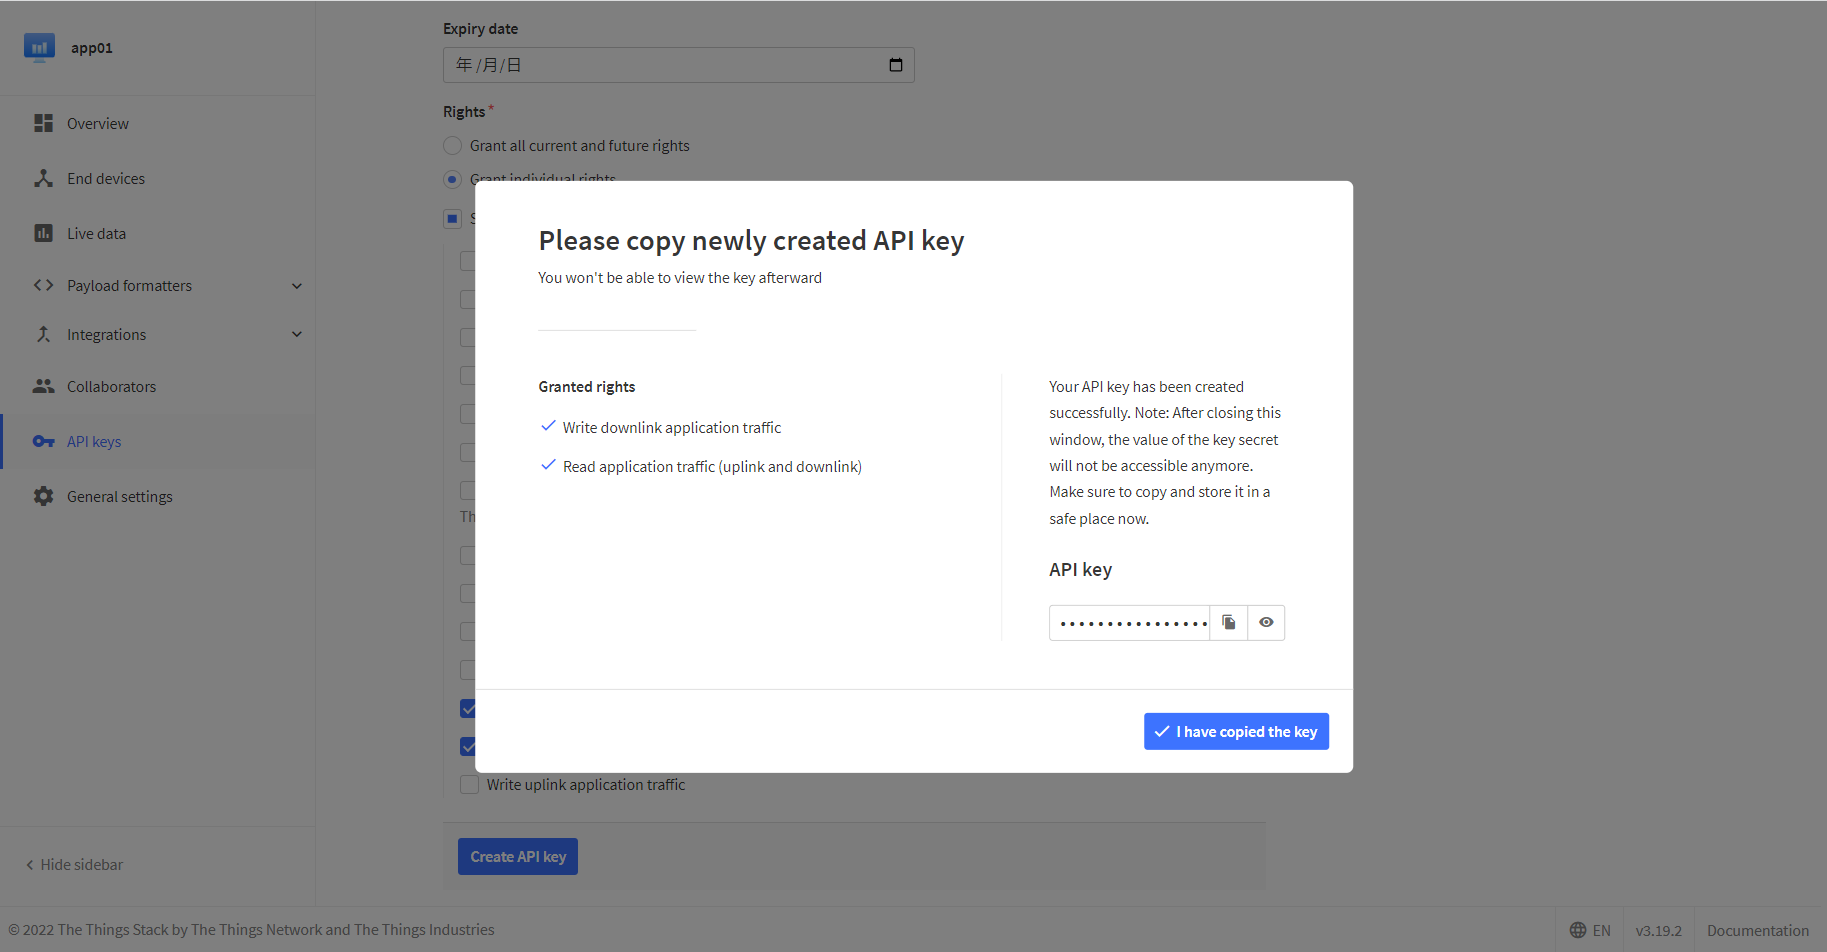 app01
Overview
End devices
Live data
Payload formatters
Integrations
Collaborators
API keys
General settings
Hide sidebar
Expiry date
年 /月/日
Rights *
Grant all current and future rights
Grant individual rights
Please copy newly created API key
You won't be able to view the key afterward
Granted rights
Write downlink application traffic
Read application traffic (uplink and downlink)
Your API key has been created
successfully. Note: After closing this
window, the value of the key secret
will not be accessible anymore.
Make sure to copy and store it in a
safe place now.
API key
••••••••••••••••
I have copied the key
Th
Write uplink application traffic
Create API key
© 2022 The Things Stack by The Things Network and The Things Industries
EN
v3.19.2
Documentation